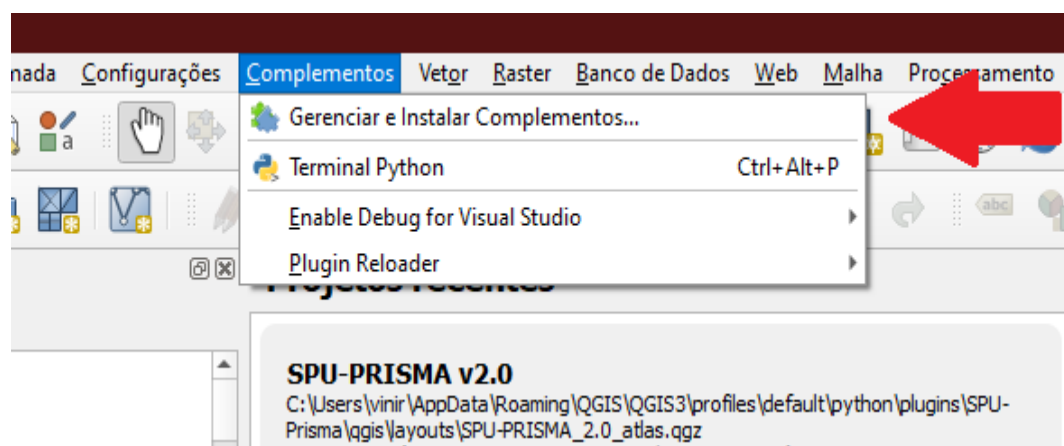 Configurações Complementos Vetor Raster Banco de Dados Web Malha Processamento
Gerenciar e Instalar Complementos...
a
Terminal Python Ctrl+Alt+P
Enable Debug for Visual Studio
abc
Plugin Reloader
SPU-PRISMA v2.0
C:\Users\vinir\AppData\Roaming\QGIS\QGIS3\profiles\default\python\plugins\SPU-
Prisma\qgis\layouts\SPU-PRISMA_2.0_atlas.qgz